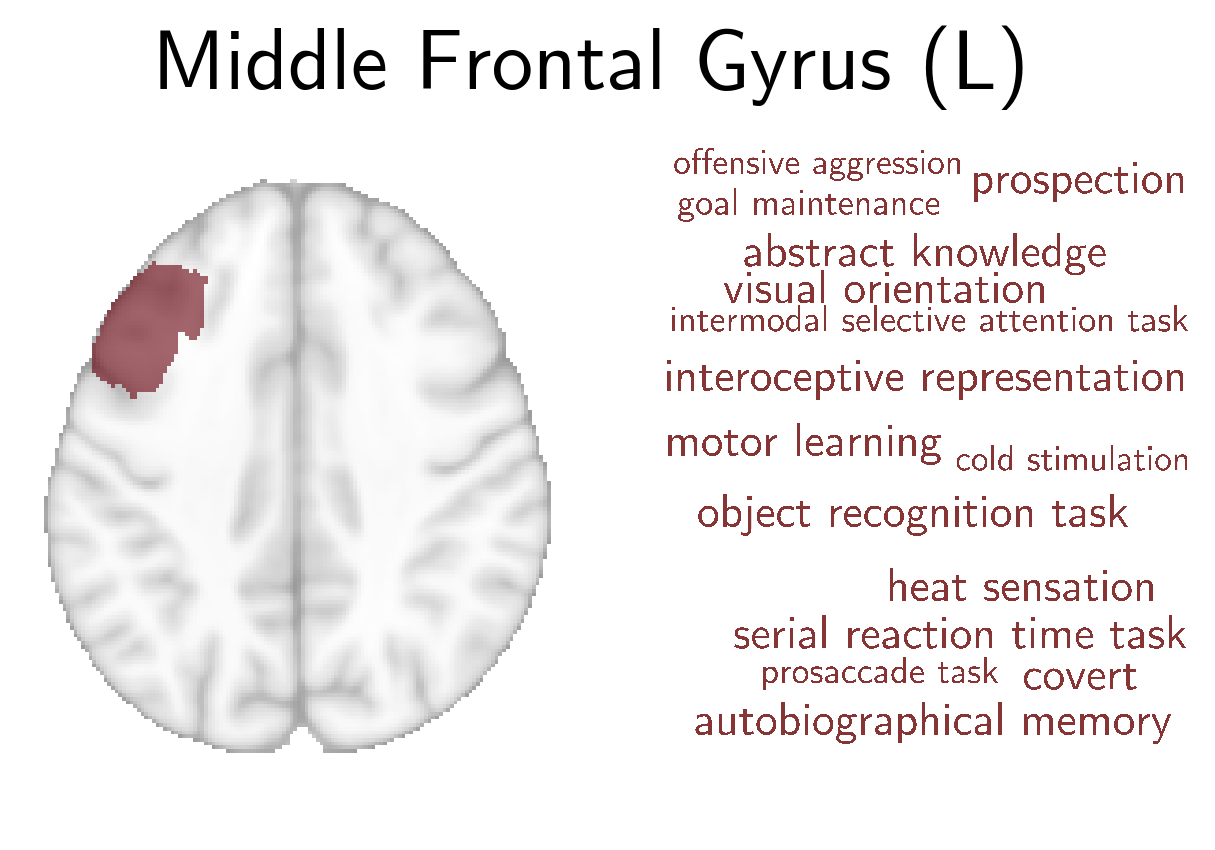 Middle Frontal Gyrus (L)
offensive aggression
prospection
goal maintenance
abstract knowledge
visual orientation
intermodal selective attention task
interoceptive representation
motor learning
cold stimulation
object recognition task
heat sensation
serial reaction time task
prosaccade task
covert
autobiographical memory